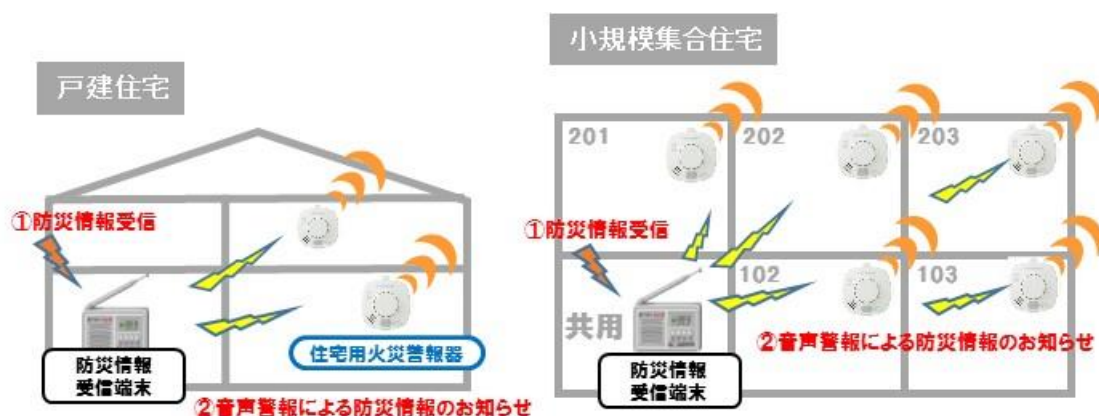 戸建住宅
①防災情報受信
防災情報
受信端末
住宅用火災警報器
②音声警報による防災情報のお知らせ
小規模集合住宅
201
202
203
①防災情報受信
102
103
共用
②音声警報による防災情報のお知らせ
防災情報
受信端末